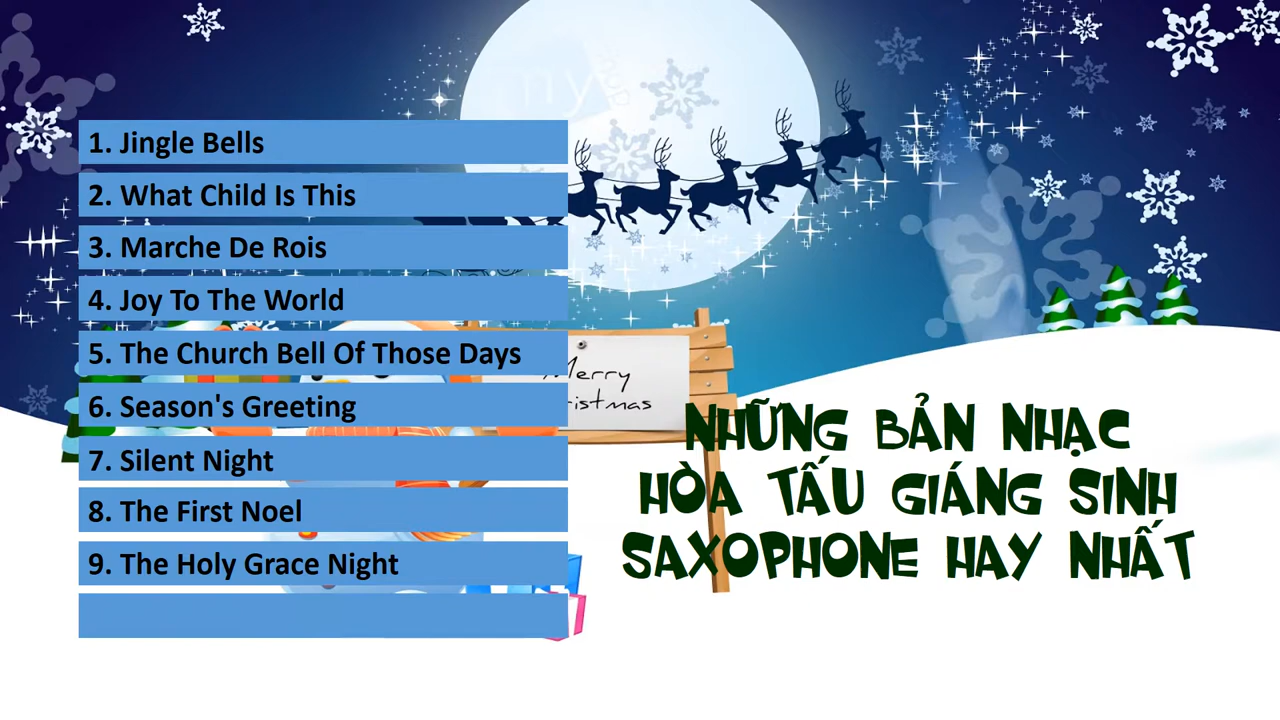 1. Jingle Bells
2. What Child Is This
3. Marche De Rois
4. Joy To The World
5. The Church Bell Of Those Days
6. Season's Greeting
7. Silent Night
8. The First Noel
9. The Holy Grace Night
Merry
istmas
NHỮNG BẢN NHẠC
HÒA TẤU GIÁNG SINH
SAXOPHONE HAY NHẤT